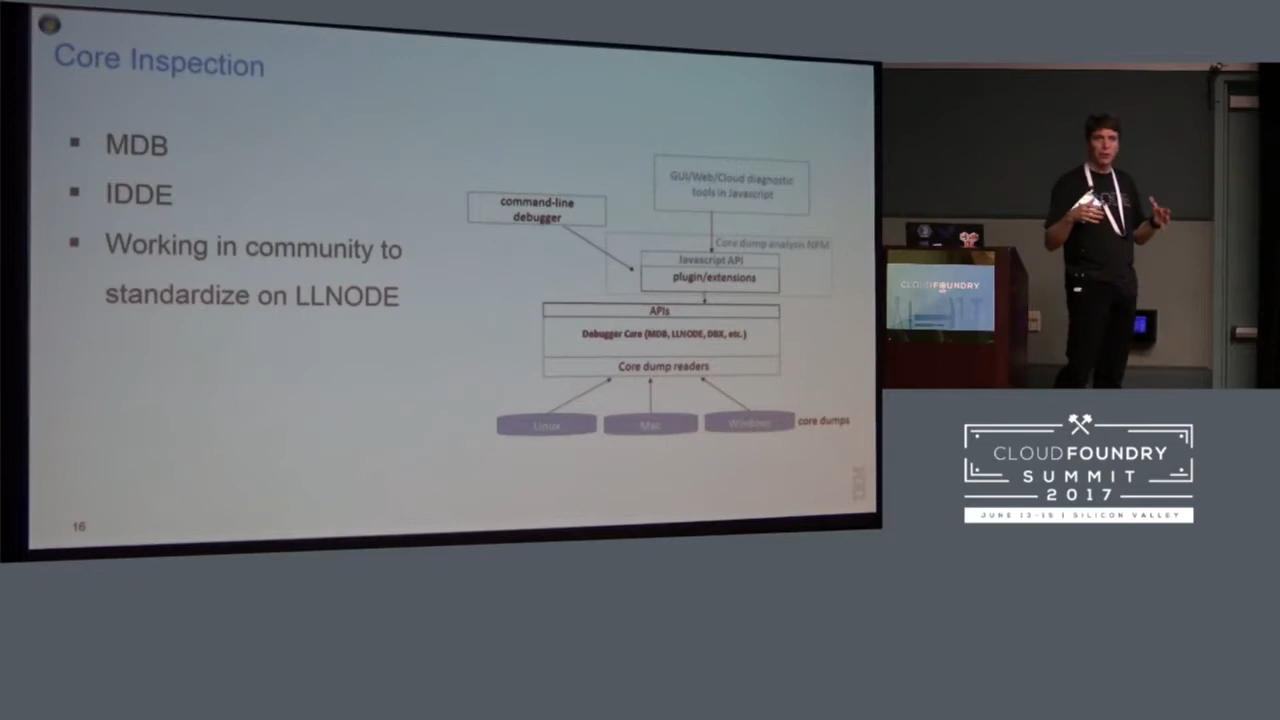 Core Inspection
MDB
IDDE
Working in community to
standardize on LLNODE
GUI/Web/Cloud diagnostic
tools in Javascript
command-line
debugger
Core dump analysis NPM
Javascript API
plugin/extensions
APIs
Debugger Core (MDB, LLNODE, DBX, etc.)
Core dump readers
Linux
Mac
Windows
core dumps
IBM
16
CLOUDFOUNDRY
CLOUDFOUNDRY
SUMMIT
2017
JUNE 13-15 | SILICON VALLEY